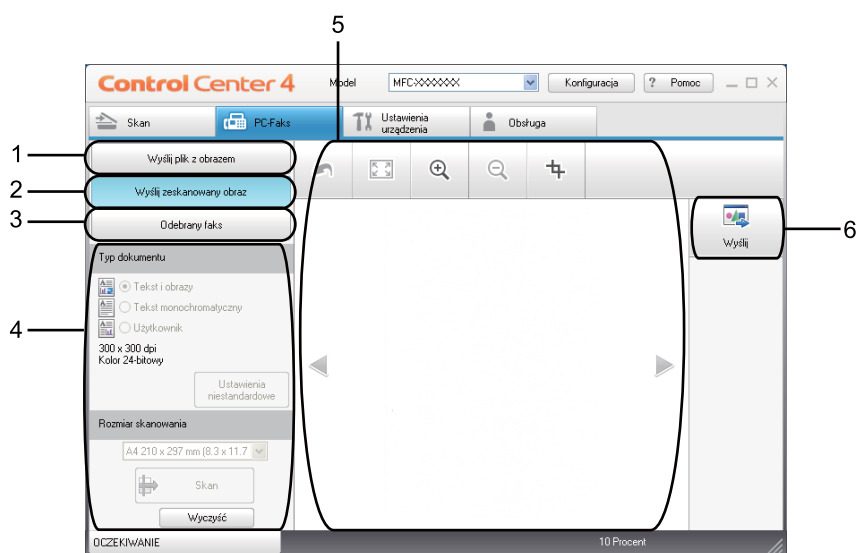 5
Control Center 4
Model
MFC-XXXXXX
Konfiguracja
? Pomoc
Skan
PC-Faks
Ustawienia
urządzenia
Obsługa
1
Wyślij plik z obrazem
2
Wyślij zeskanowany obraz
3
Odebrany faks
6
Wyślij
4
Typ dokumentu
Tekst i obrazy
Tekst monochromatyczny
Użytkownik
300 x 300 dpi
Kolor 24-bitowy
Ustawienia
niestandardowe
Rozmiar skanowania
A4 210 x 297 mm (8.3 x 11.7
Skan
Wyczyść
OCZEKIWANIE
10 Procent